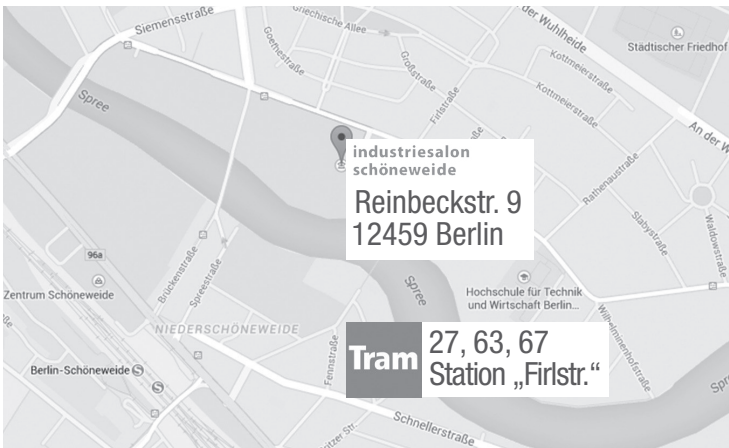 Siemensstraße
Griechische Allee
An der Wuhlheide
Städtischer Friedhof
Goethestraße
Großstraße
Kottmeierstraße
Firlstraße
Kottmeierstraße
Spree
An der W
industriesalon
schöneweide
Reinbeckstr. 9
12459 Berlin
Rathenaustraße
Slabystraße
Waldowstraße
96a
Zentrum Schöneweide
Brückenstraße
Spreestraße
Spree
Hochschule für Technik
und Wirtschaft Berlin...
NIEDERSCHÖNEWEIDE
Wilhelminenhofstraße
Berlin-Schöneweide S
S
Fennstraße
Tram
27, 63, 67
Station „Firlstr.“
Spr
Schnellerstraße